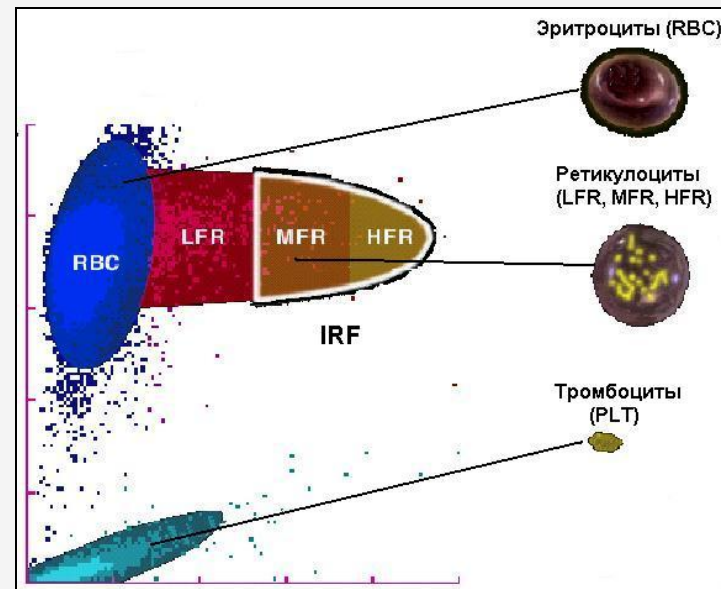 Эритроциты (RBC)
Ретикулоциты
(LFR, MFR, HFR)
LFR
MFR
HFR
RBC
IRF
Тромбоциты
(PLT)